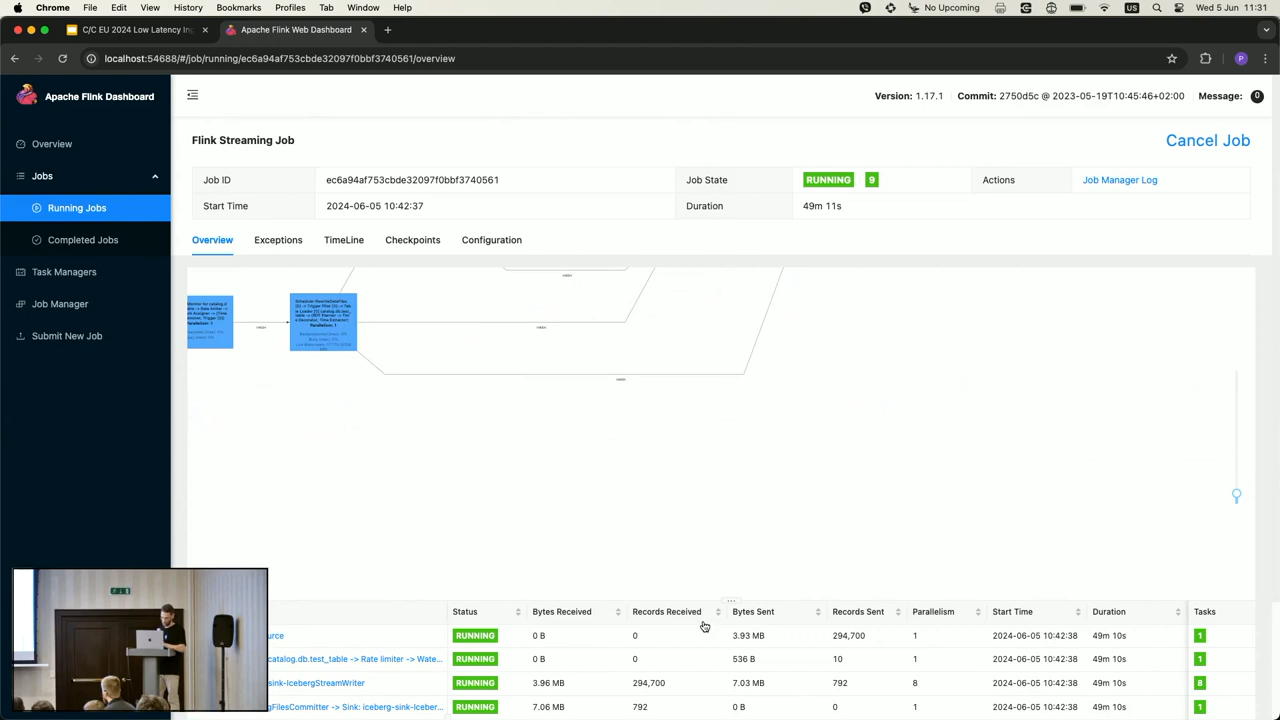 Chrome File Edit View History Bookmarks Profiles Tab Window Help No Upcoming US Wed 5 Jun 11:31
C/C EU 2024 Low Latency In Apache Flink Web Dashboard
localhost:54688/#/job/running/ec6a94af753cbde32097f0bbf3740561/overview P
Apache Flink Dashboard
Version: 1.17.1 Commit: 2750d5c @ 2023-05-19T10:45:46+02:00 Message: 0
Overview
Jobs
Running Jobs
Completed Jobs
Task Managers
Job Manager
Submit New Job
Flink Streaming Job
Cancel Job
Job ID ec6a94af753cbde32097f0bbf3740561 Job State RUNNING 9 Actions Job Manager Log
Start Time 2024-06-05 10:42:37 Duration 49m 11s
Overview Exceptions TimeLine Checkpoints Configuration
Parallelism: 1
Parallelism: 1
Status Bytes Received Records Received Bytes Sent Records Sent Parallelism Start Time Duration Tasks
urce RUNNING 0 B 0 3.93 MB 294,700 1 2024-06-05 10:42:38 49m 10s 1
catalog.db.test_table -> Rate limiter -> Wate... RUNNING 0 B 0 536 B 10 1 2024-06-05 10:42:38 49m 10s 1
sink-IcebergStreamWriter RUNNING 3.96 MB 294,700 7.03 MB 792 8 2024-06-05 10:42:38 49m 10s 8
gFilesCommitter -> Sink: iceberg-sink-Iceber... RUNNING 7.06 MB 792 0 B 0 1 2024-06-05 10:42:38 49m 10s 1